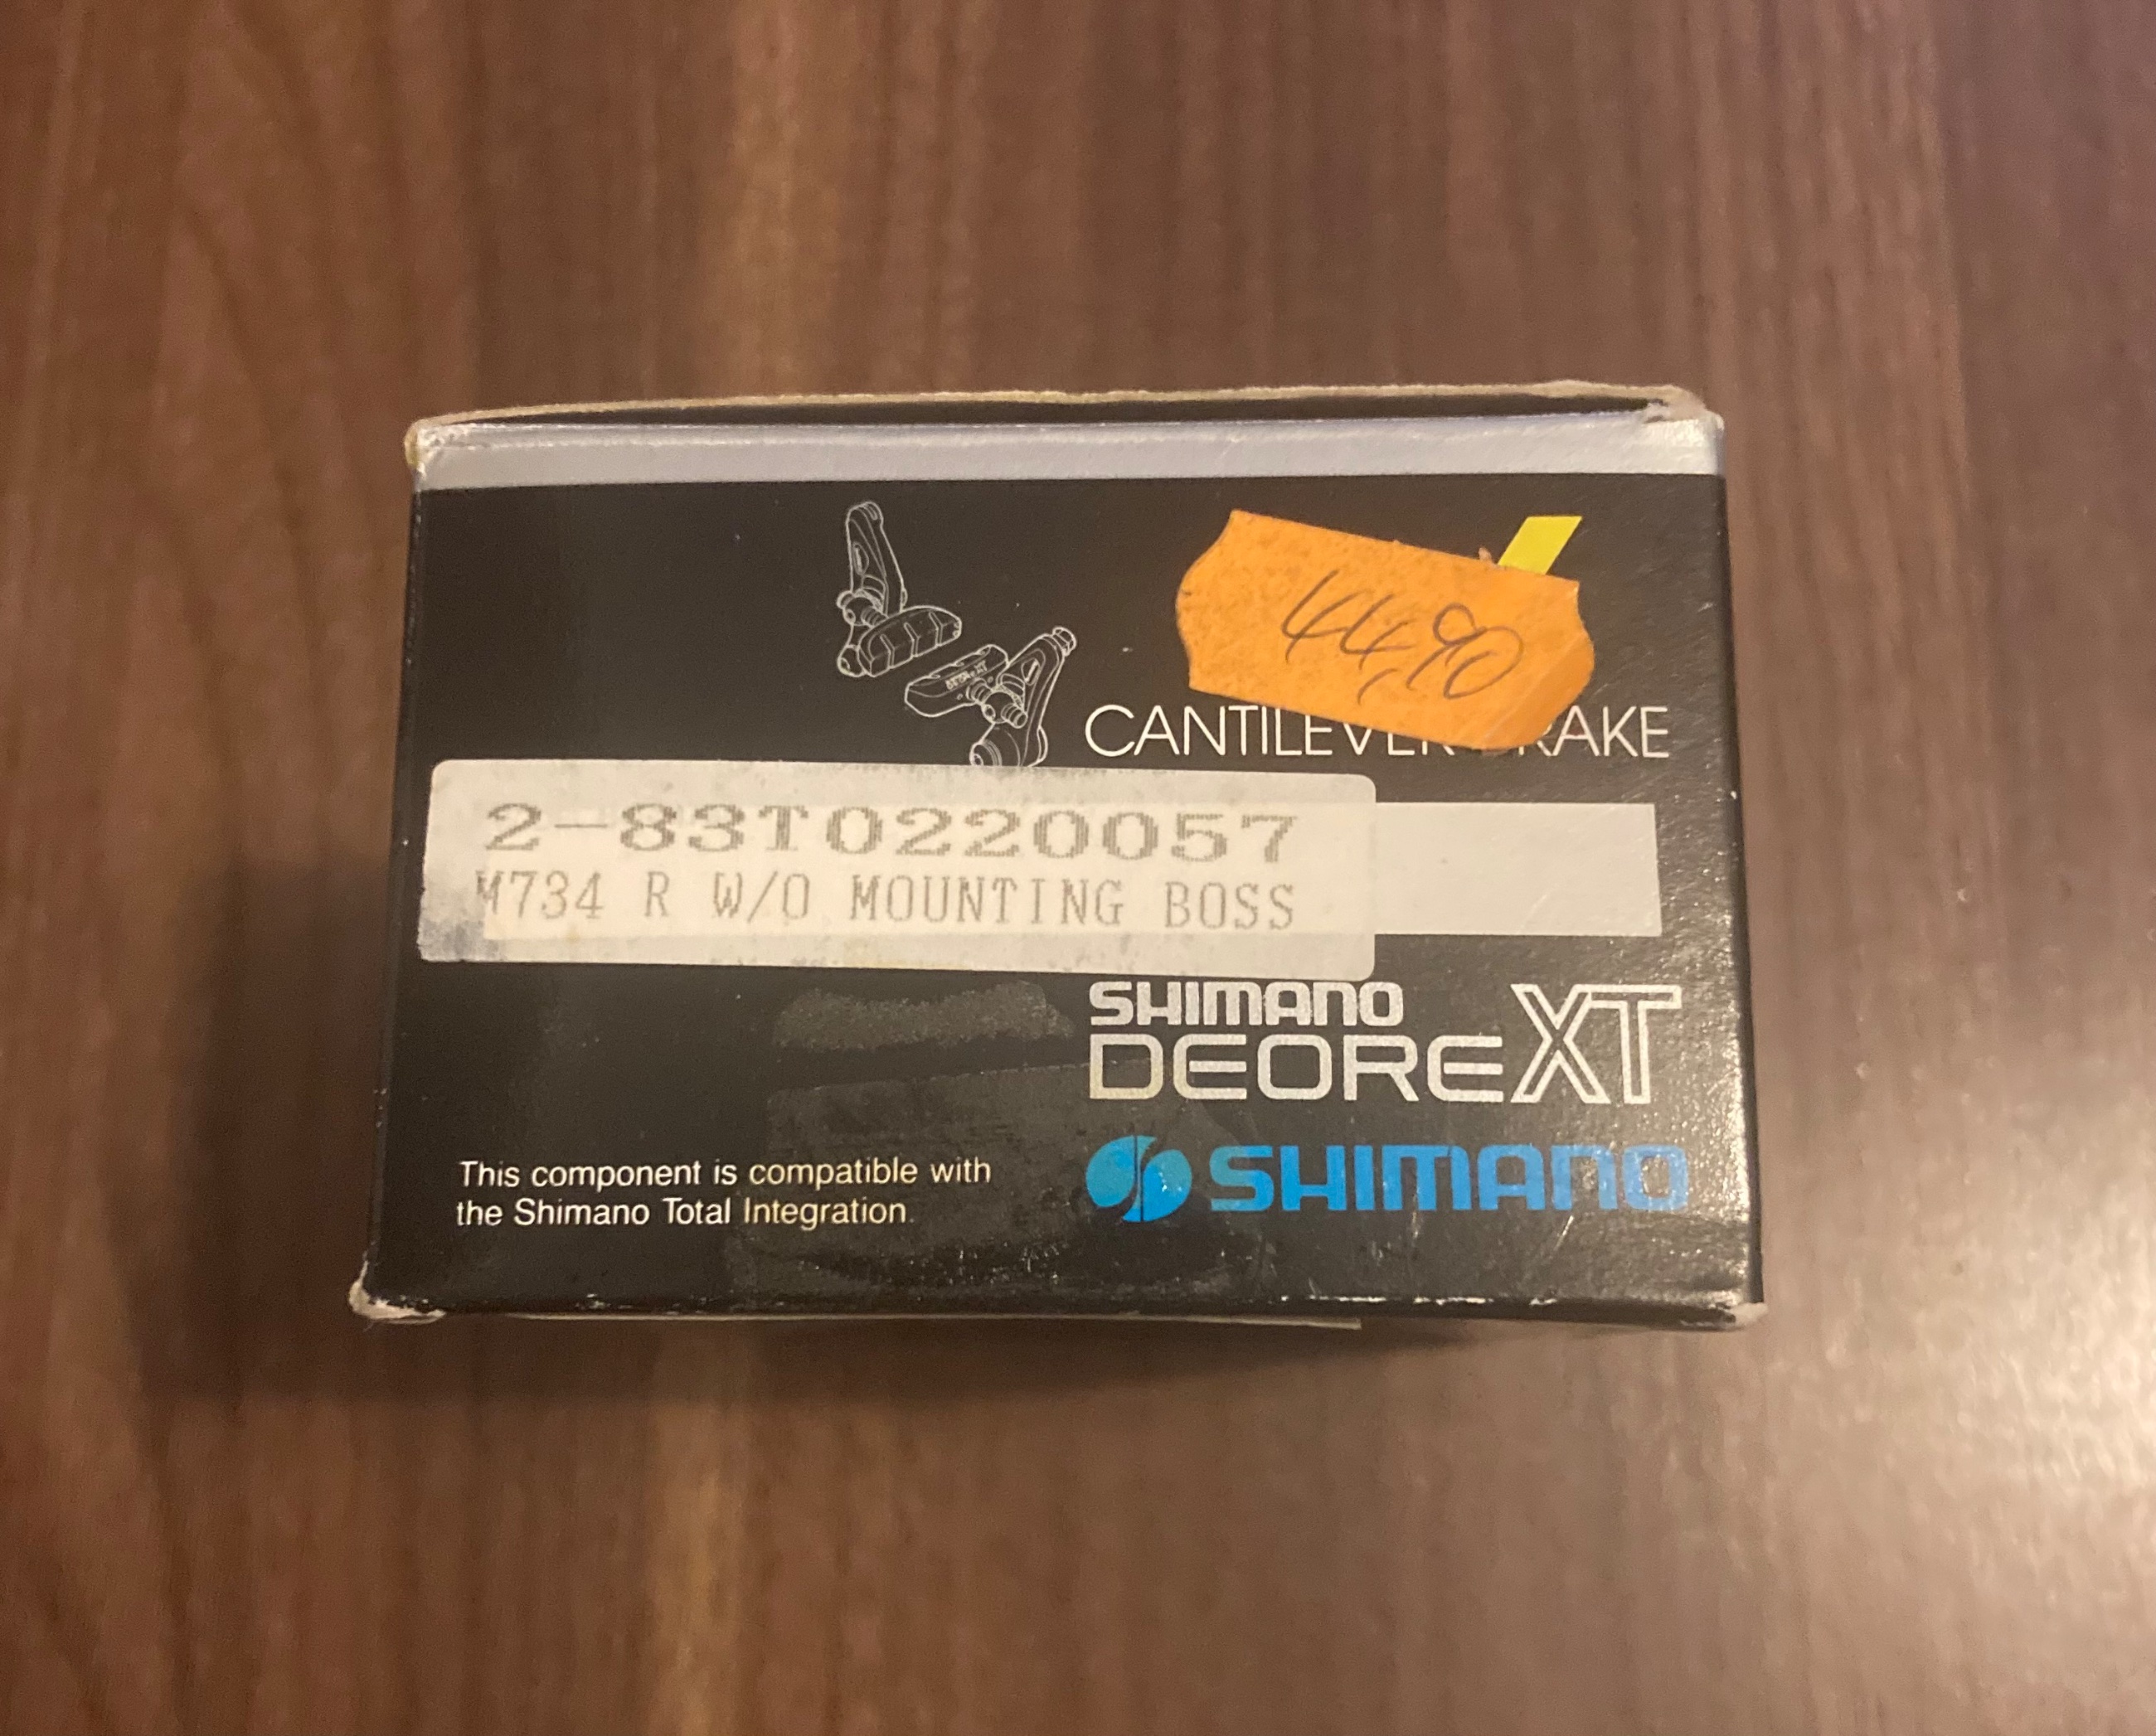 44,90
CANTILEVER BRAKE
2-83T0220057
M734 R W/O MOUNTING BOSS
SHIMANO
DEORE XT
SHIMANO
This component is compatible with
the Shimano Total Integration.